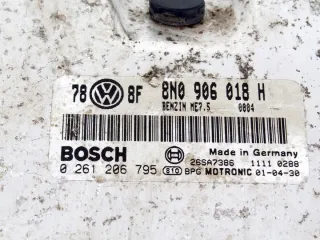 78 VW 8F 8N0 906 018 H
BENZIN ME7.5 0004
BOSCH
Made in Germany
26SA7386 1111 0288
0 261 206 795 BPG MOTRONIC 01-04-30